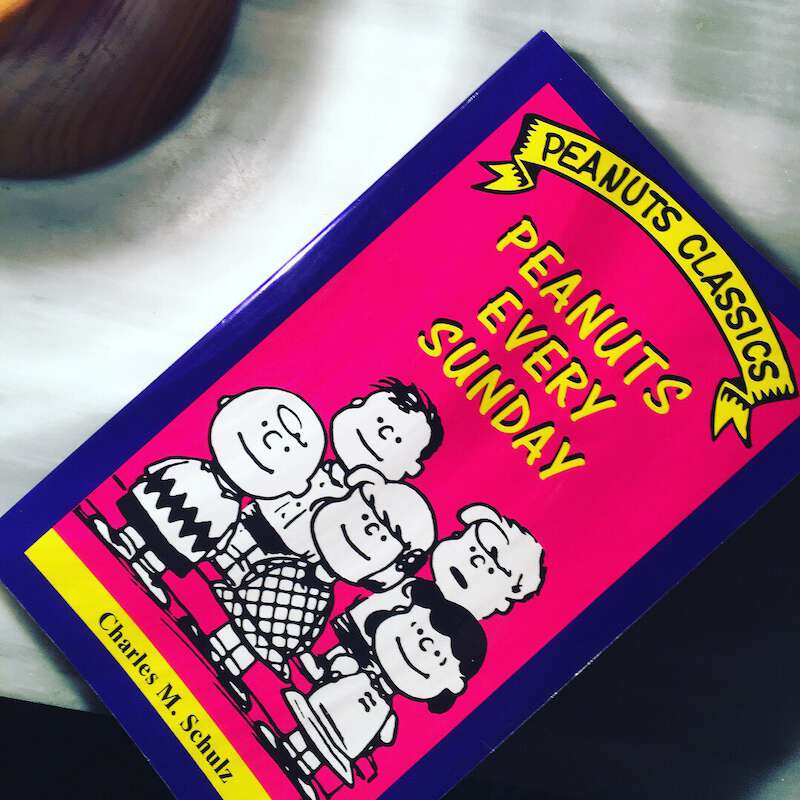 PEANUTS CLASSICS
PEANUTS
EVERY
SUNDAY
Charles M. Schulz